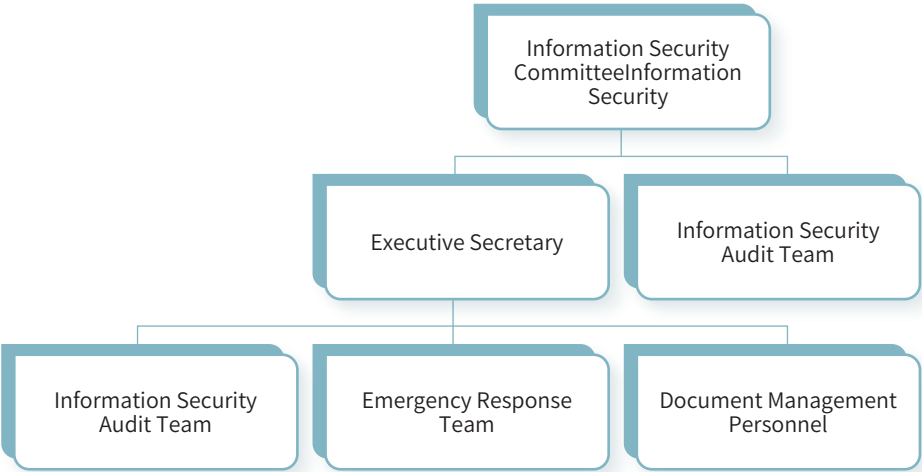 Information Security
CommitteeInformation
Security
Executive Secretary
Information Security
Audit Team
Information Security
Audit Team
Emergency Response
Team
Document Management
Personnel